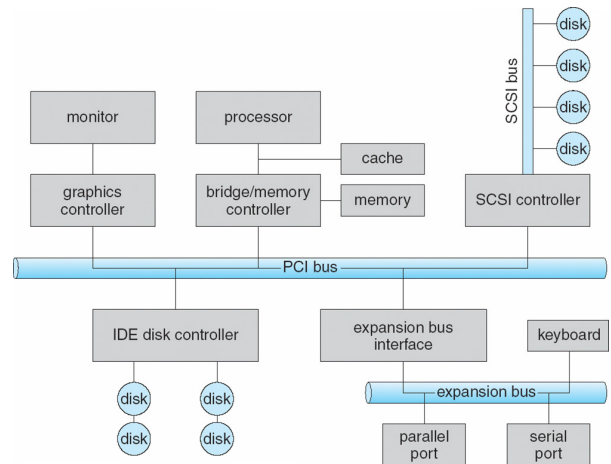 disk
disk
disk
disk
SCSI bus
monitor
processor
cache
graphics
controller
bridge/memory
controller
memory
SCSI controller
PCI bus
IDE disk controller
expansion bus
interface
keyboard
disk
disk
disk
disk
expansion bus
parallel
port
serial
port